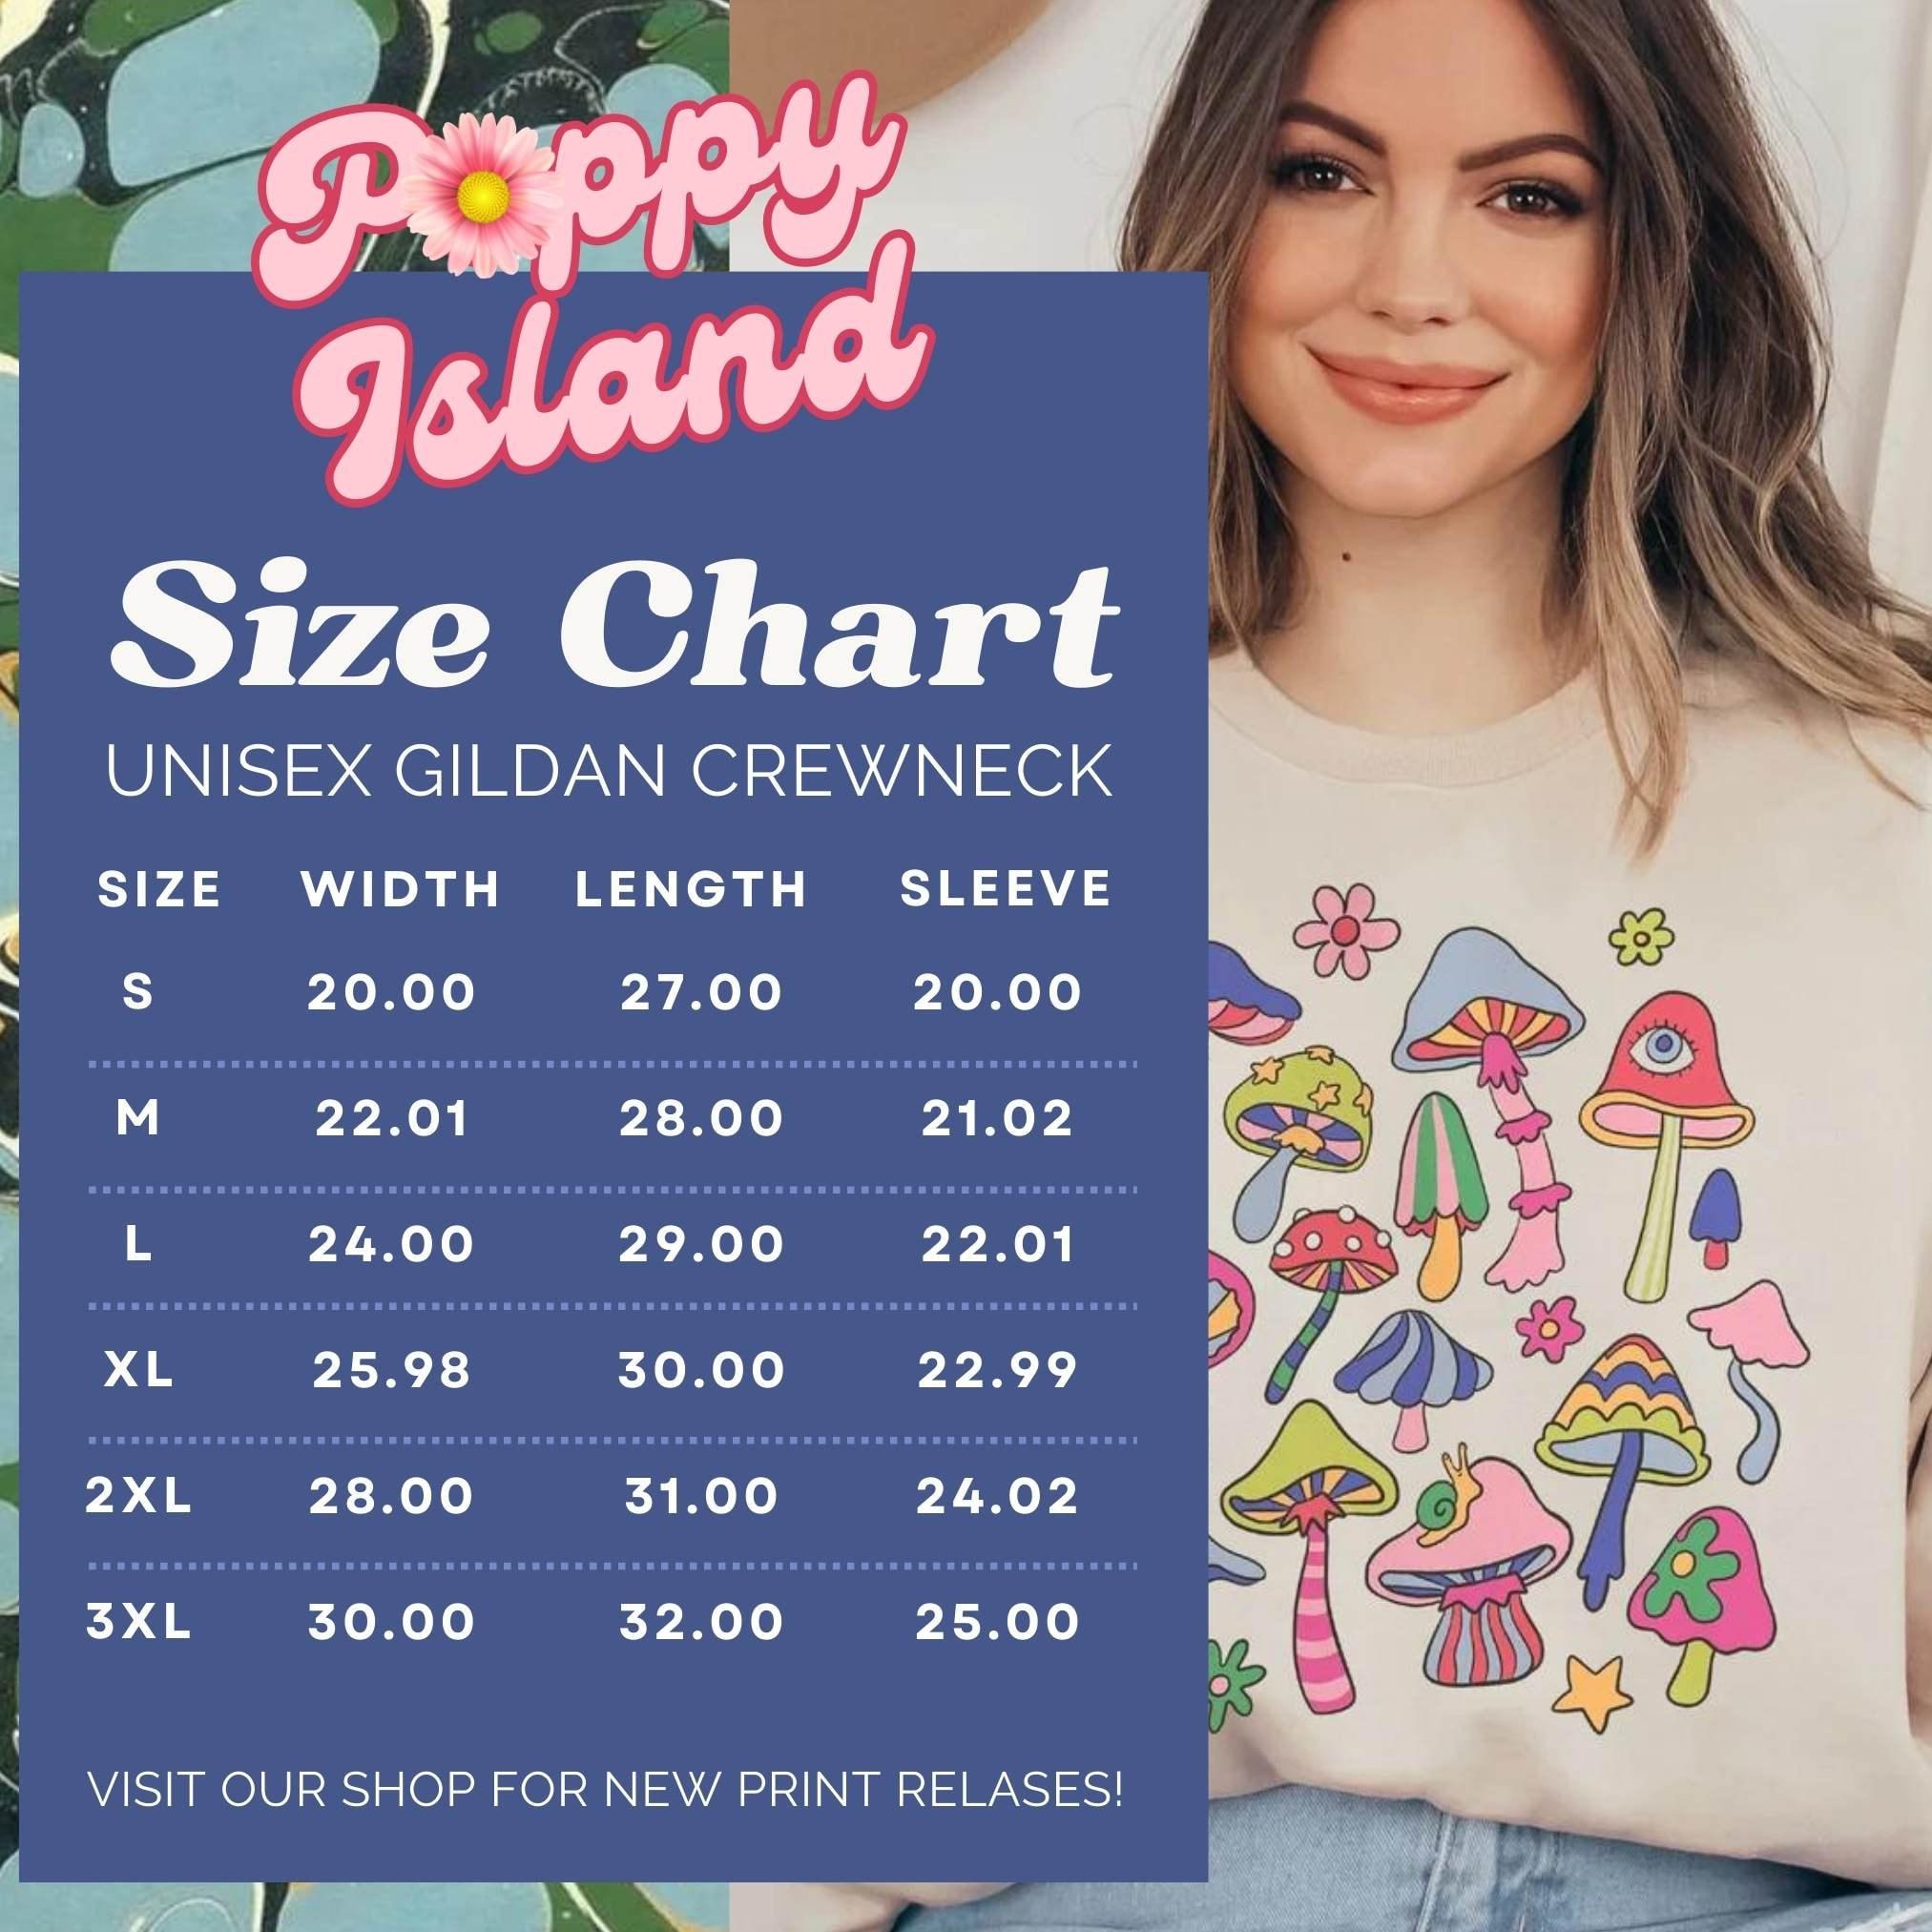 Poppy
Island
Size Chart
UNISEX GILDAN CREWNECK
SIZE WIDTH LENGTH SLEEVE
S 20.00 27.00 20.00
M 22.01 28.00 21.02
L 24.00 29.00 22.01
XL 25.98 30.00 22.99
2XL 28.00 31.00 24.02
3XL 30.00 32.00 25.00
VISIT OUR SHOP FOR NEW PRINT RELASES!